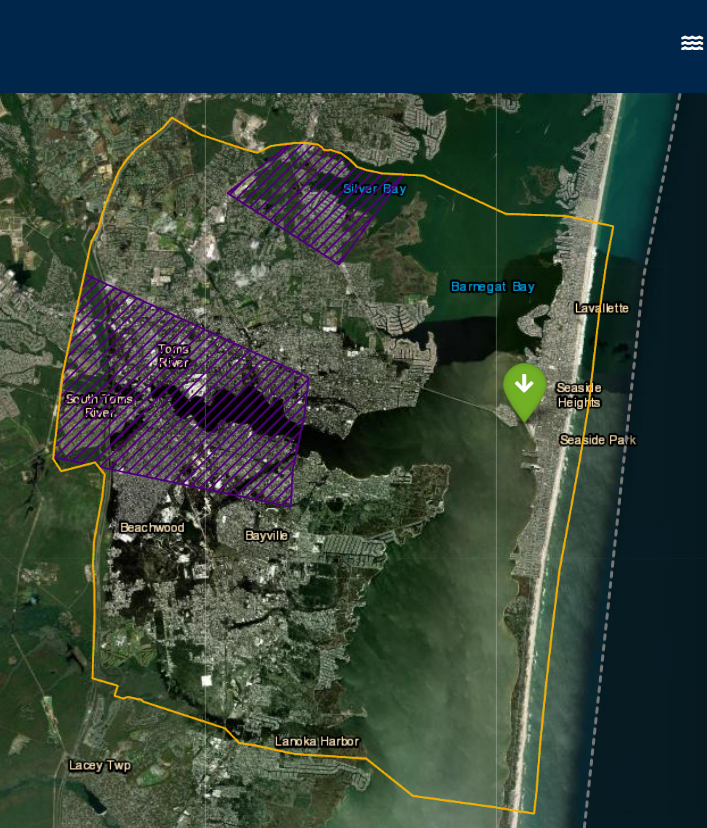 Silver Bay
Barnegat Bay
Lavallette
Toms
River
Seaside
Heights
South Toms
River
Seaside Park
Beachwood
Bayville
Lanoka Harbor
Lacey Twp